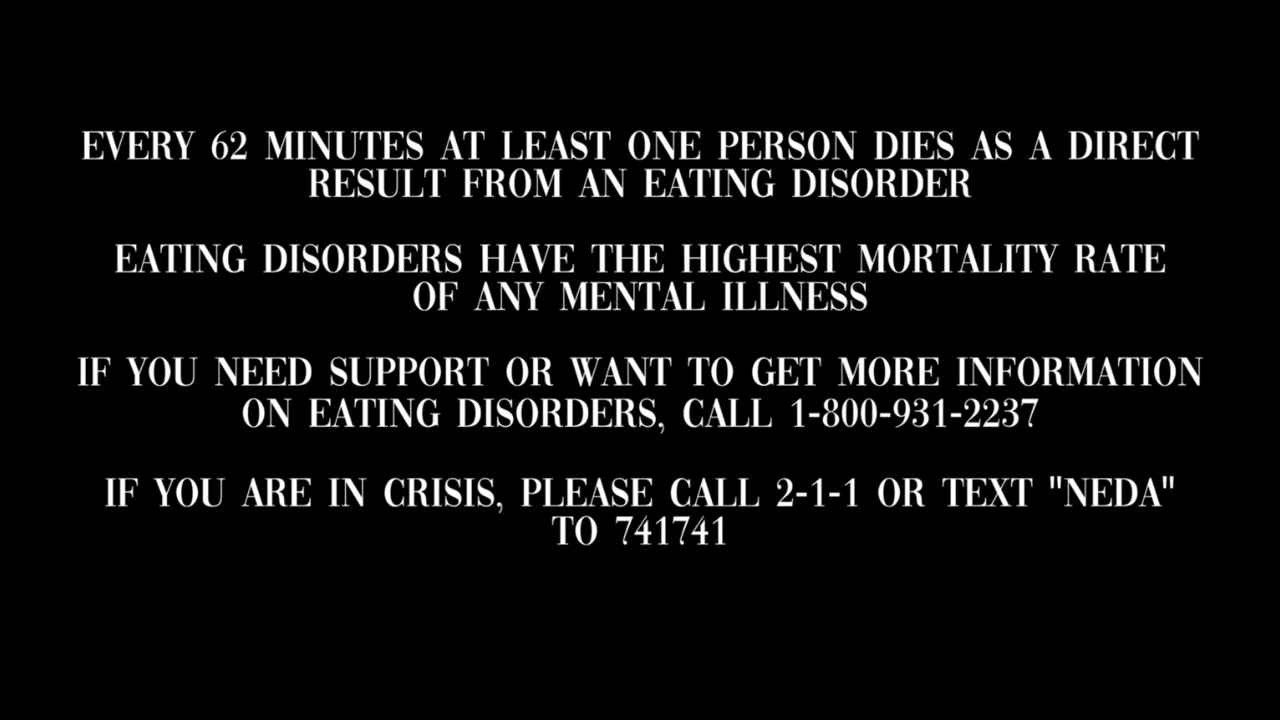 EVERY 62 MINUTES AT LEAST ONE PERSON DIES AS A DIRECT
RESULT FROM AN EATING DISORDER
EATING DISORDERS HAVE THE HIGHEST MORTALITY RATE
OF ANY MENTAL ILLNESS
IF YOU NEED SUPPORT OR WANT TO GET MORE INFORMATION
ON EATING DISORDERS, CALL 1-800-931-2237
IF YOU ARE IN CRISIS, PLEASE CALL 2-1-1 OR TEXT "NEDA"
TO 741741